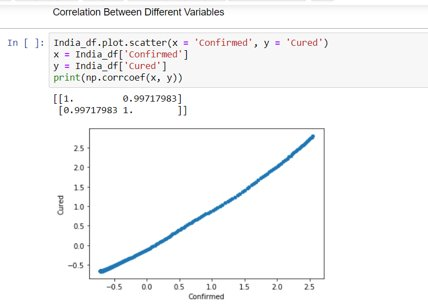 Correlation Between Different Variables
In [ ]: India_df.plot.scatter(x = 'Confirmed', y = 'Cured')
x = India_df['Confirmed']
y = India_df['Cured']
print(np.corrcoef(x, y))
[[1. 0.99717983]
[0.99717983 1. ]]
2.5
2.0
1.5
1.0
0.5
0.0
−0.5
Cured
−0.5 0.0 0.5 1.0 1.5 2.0 2.5
Confirmed